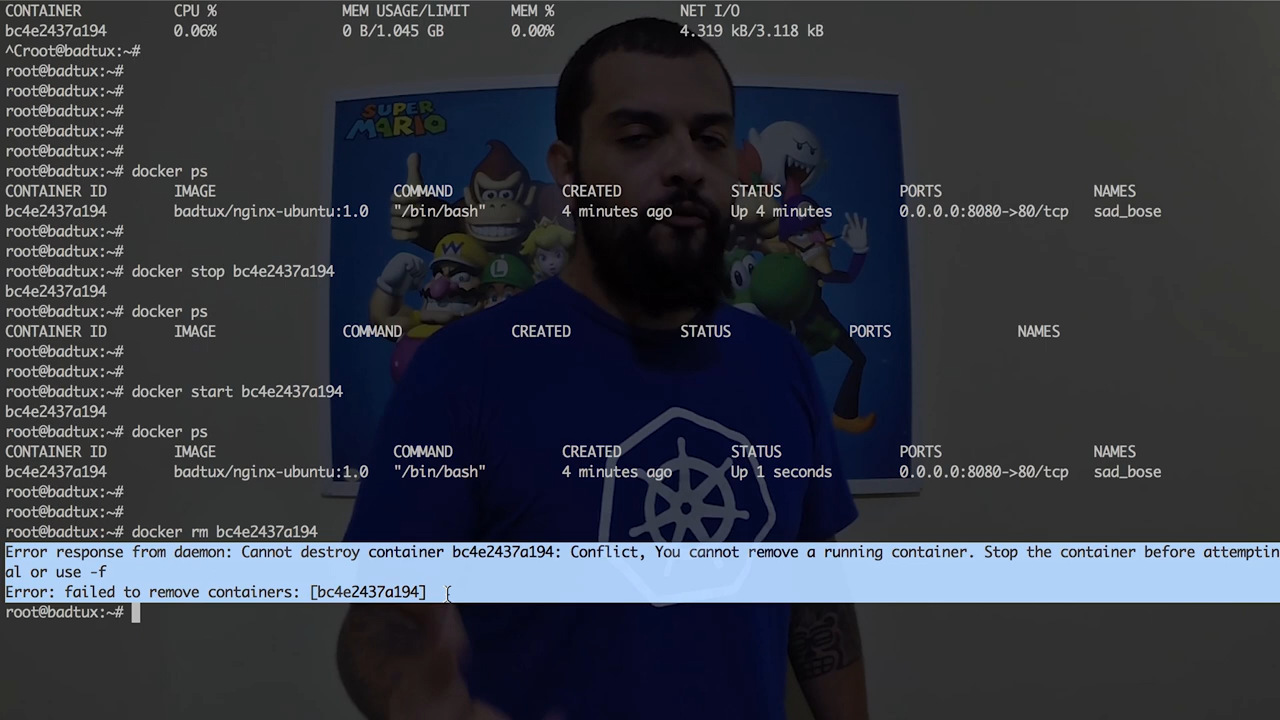 CONTAINER CPU % MEM USAGE/LIMIT MEM % NET I/O
bc4e2437a194 0.06% 0 B/1.045 GB 0.00% 4.319 kB/3.118 kB
^Croot@badtux:~#
root@badtux:~#
root@badtux:~#
root@badtux:~#
root@badtux:~#
root@badtux:~#
root@badtux:~# docker ps
CONTAINER ID IMAGE COMMAND CREATED STATUS PORTS NAMES
bc4e2437a194 badtux/nginx-ubuntu:1.0 "/bin/bash" 4 minutes ago Up 4 minutes 0.0.0.0:8080->80/tcp sad_bose
root@badtux:~#
root@badtux:~#
root@badtux:~# docker stop bc4e2437a194
bc4e2437a194
root@badtux:~# docker ps
CONTAINER ID IMAGE COMMAND CREATED STATUS PORTS NAMES
root@badtux:~#
root@badtux:~#
root@badtux:~# docker start bc4e2437a194
bc4e2437a194
root@badtux:~# docker ps
CONTAINER ID IMAGE COMMAND CREATED STATUS PORTS NAMES
bc4e2437a194 badtux/nginx-ubuntu:1.0 "/bin/bash" 4 minutes ago Up 1 seconds 0.0.0.0:8080->80/tcp sad_bose
root@badtux:~#
root@badtux:~#
root@badtux:~# docker rm bc4e2437a194
Error response from daemon: Cannot destroy container bc4e2437a194: Conflict, You cannot remove a running container. Stop the container before attemptin
al or use -f
Error: failed to remove containers: [bc4e2437a194]
root@badtux:~#
SUPER
MARIO
W
L